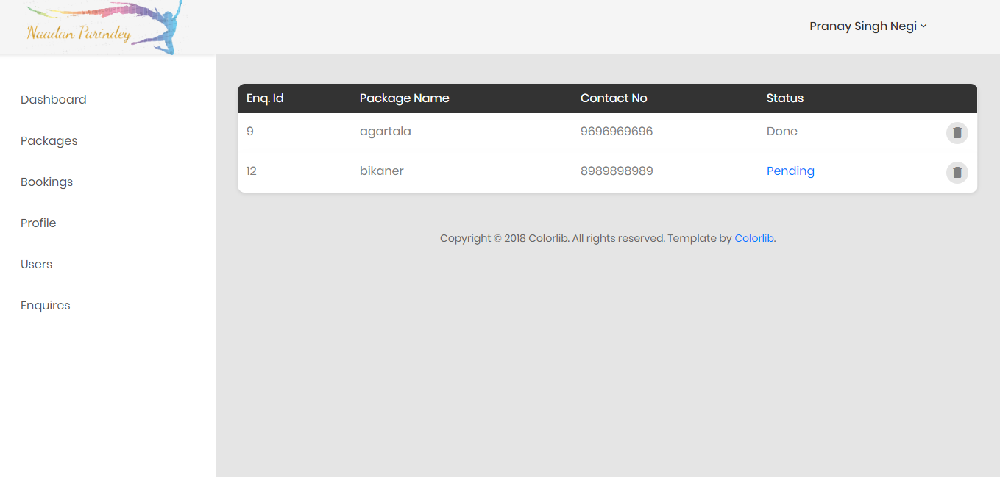 Naadan Parindey
Pranay Singh Negi
Dashboard
Packages
Bookings
Profile
Users
Enquires
Enq. Id Package Name Contact No Status
9 agartala 9696969696 Done
12 bikaner 8989898989 Pending
Copyright © 2018 Colorlib. All rights reserved. Template by Colorlib.